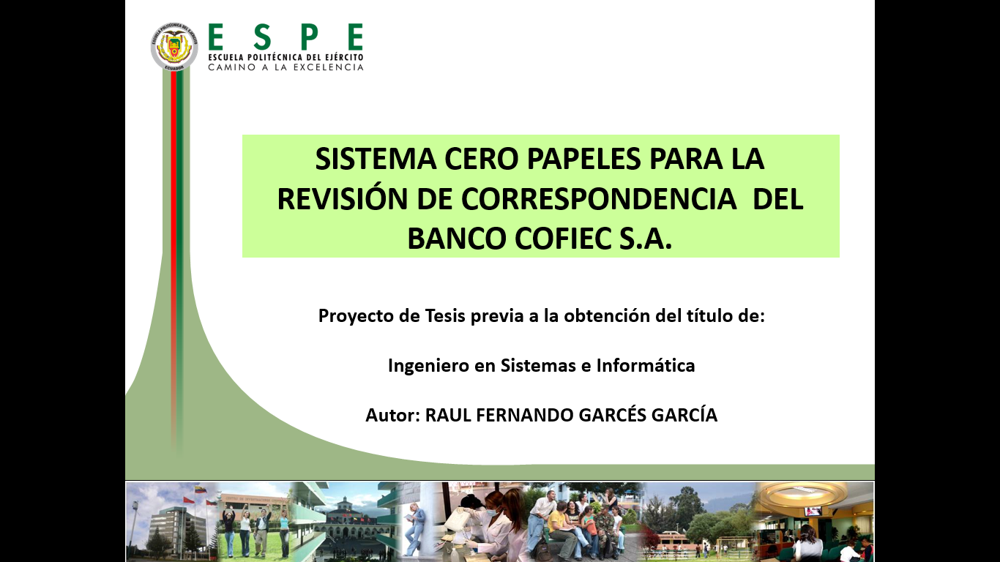 ESCUELA POLITÉCNICA DEL EJÉRCITO
ECUADOR
E S P E
ESCUELA POLITÉCNICA DEL EJÉRCITO
CAMINO A LA EXCELENCIA
SISTEMA CERO PAPELES PARA LA
REVISIÓN DE CORRESPONDENCIA  DEL
BANCO COFIEC S.A.
Proyecto de Tesis previa a la obtención del título de:
Ingeniero en Sistemas e Informática
Autor: RAUL FERNANDO GARCÉS GARCÍA